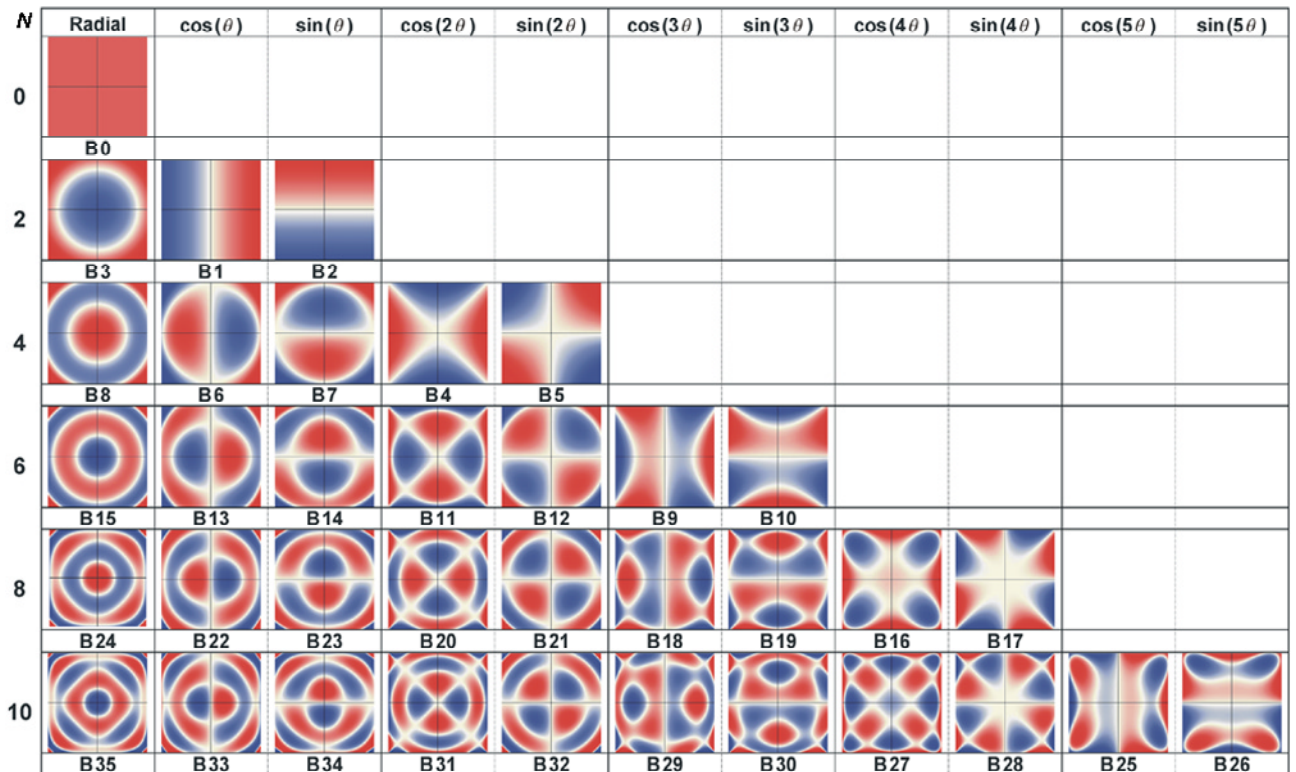 N Radial cos(θ) sin(θ) cos(2θ) sin(2θ) cos(3θ) sin(3θ) cos(4θ) sin(4θ) cos(5θ) sin(5θ)
0
B0
2
B3 B1 B2
4
B8 B6 B7 B4 B5
6
B15 B13 B14 B11 B12 B9 B10
8
B24 B22 B23 B20 B21 B18 B19 B16 B17
10
B35 B33 B34 B31 B32 B29 B30 B27 B28 B25 B26